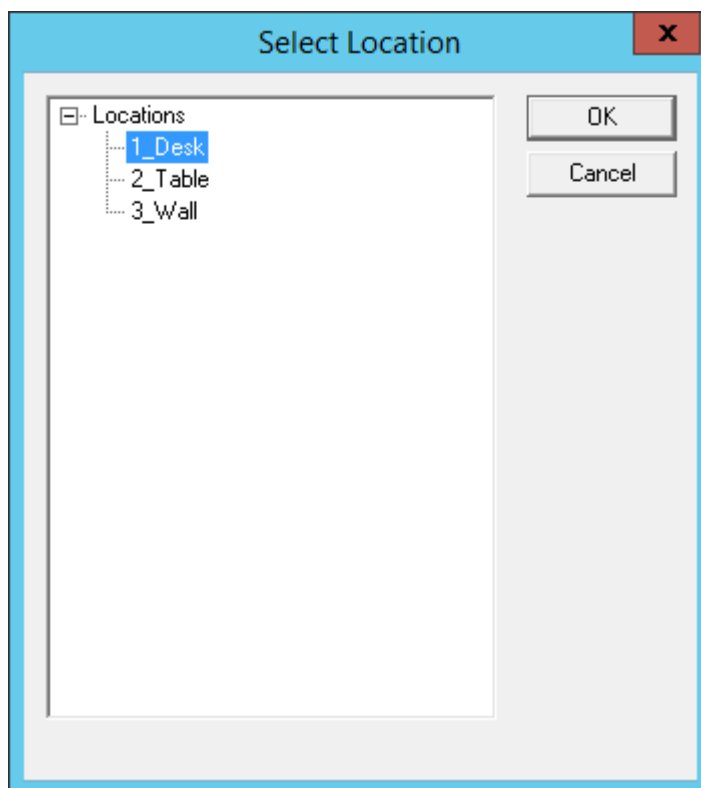 Select Location
x
Locations
1_Desk
2_Table
3_Wall
OK
Cancel